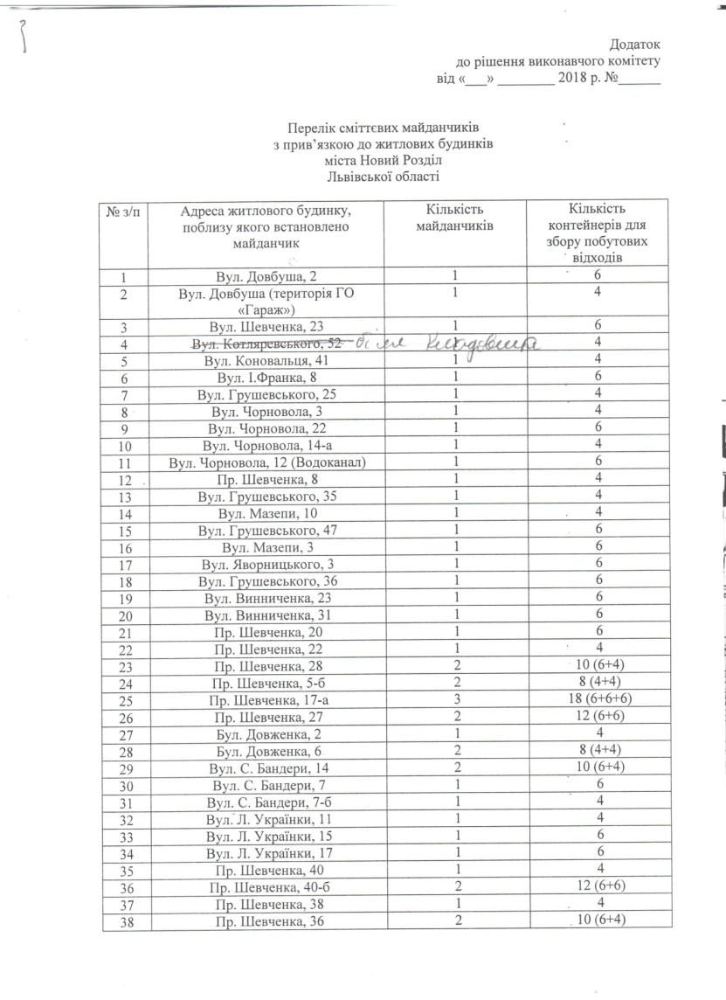 Додаток
до рішення виконавчого комітету
від «___» ________ 2018 р. №______
Перелік сміттєвих майданчиків
з прив’язкою до житлових будинків
міста Новий Розділ
Львівської області
№ з/п Адреса житлового будинку, поблизу якого встановлено майданчик Кількість майданчиків Кількість контейнерів для збору побутових відходів
1 Вул. Довбуша, 2 1 6
2 Вул. Довбуша (територія ГО «Гараж») 1 4
3 Вул. Шевченка, 23 1 6
4 Вул. Котляревського, 52 біля кладовища 1 4
5 Вул. Коновальця, 41 1 4
6 Вул. І.Франка, 8 1 6
7 Вул. Грушевського, 25 1 4
8 Вул. Чорновола, 3 1 4
9 Вул. Чорновола, 22 1 6
10 Вул. Чорновола, 14-а 1 4
11 Вул. Чорновола, 12 (Водоканал) 1 6
12 Пр. Шевченка, 8 1 4
13 Вул. Грушевського, 35 1 4
14 Вул. Мазепи, 10 1 4
15 Вул. Грушевського, 47 1 6
16 Вул. Мазепи, 3 1 6
17 Вул. Яворницького, 3 1 6
18 Вул. Грушевського, 36 1 6
19 Вул. Винниченка, 23 1 6
20 Вул. Винниченка, 31 1 6
21 Пр. Шевченка, 20 1 6
22 Пр. Шевченка, 22 1 4
23 Пр. Шевченка, 28 2 10 (6+4)
24 Пр. Шевченка, 5-б 2 8 (4+4)
25 Пр. Шевченка, 17-а 3 18 (6+6+6)
26 Пр. Шевченка, 27 2 12 (6+6)
27 Бул. Довженка, 2 1 4
28 Бул. Довженка, 6 2 8 (4+4)
29 Вул. С. Бандери, 14 2 10 (6+4)
30 Вул. С. Бандери, 7 1 6
31 Вул. С. Бандери, 7-б 1 4
32 Вул. Л. Українки, 11 1 4
33 Вул. Л. Українки, 15 1 6
34 Вул. Л. Українки, 17 1 6
35 Пр. Шевченка, 40 1 4
36 Пр. Шевченка, 40-б 2 12 (6+6)
37 Пр. Шевченка, 38 1 4
38 Пр. Шевченка, 36 2 10 (6+4)